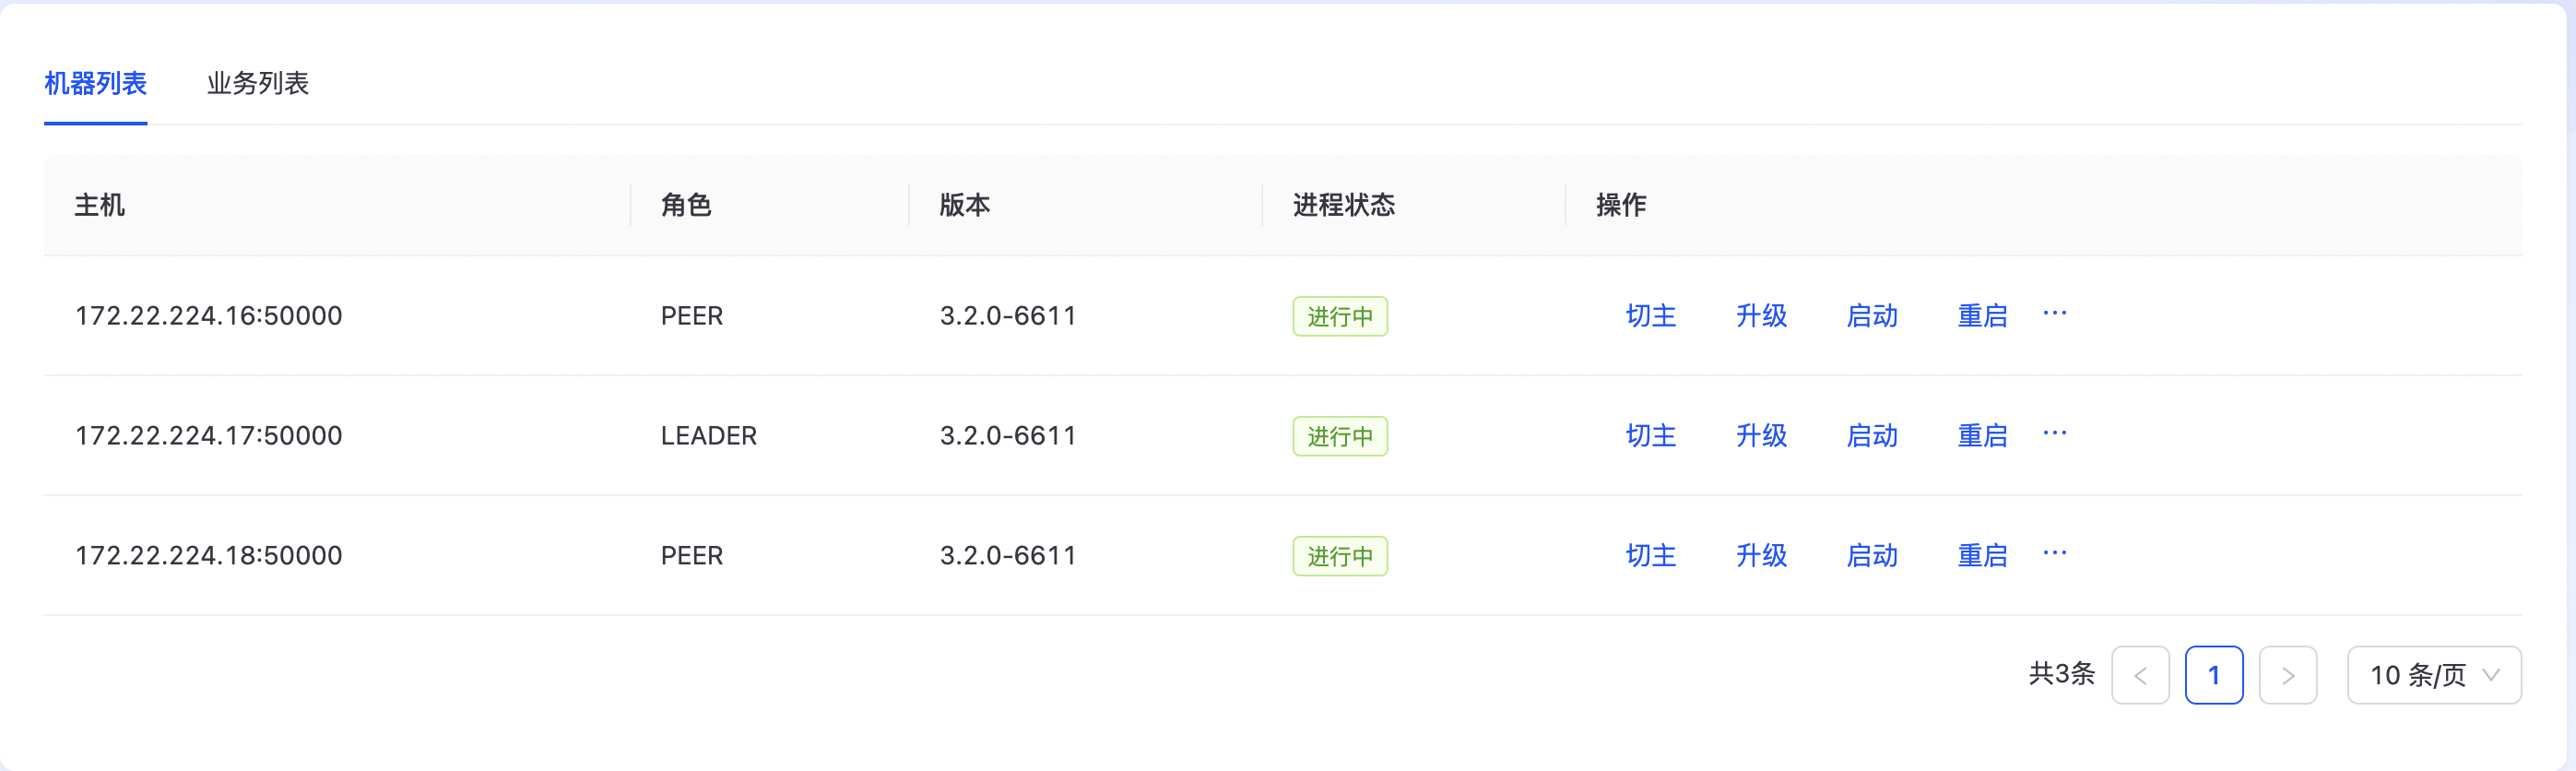 机器列表 业务列表
主机 角色 版本 进程状态 操作
172.22.224.16:50000 PEER 3.2.0-6611 进行中 切主 升级 启动 重启 ···
172.22.224.17:50000 LEADER 3.2.0-6611 进行中 切主 升级 启动 重启 ···
172.22.224.18:50000 PEER 3.2.0-6611 进行中 切主 升级 启动 重启 ···
共3条 < 1 > 10 条/页